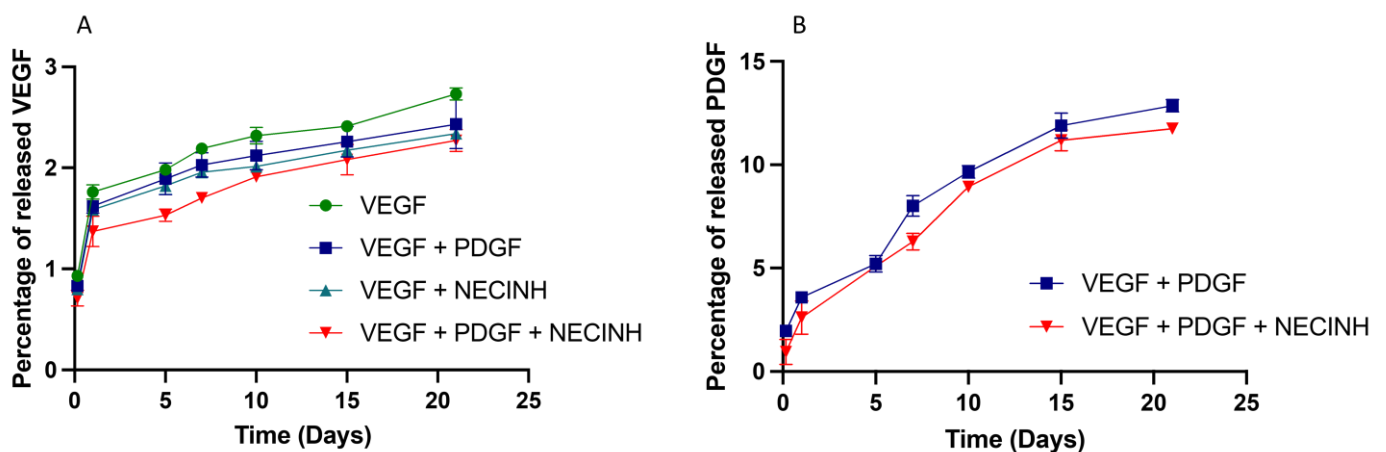 A
Percentage of released VEGF
3
2
1
0
0 5 10 15 20 25
Time (Days)
VEGF
VEGF + PDGF
VEGF + NECINH
VEGF + PDGF + NECINH
B
Percentage of released PDGF
15
10
5
0
0 5 10 15 20 25
Time (Days)
VEGF + PDGF
VEGF + PDGF + NECINH